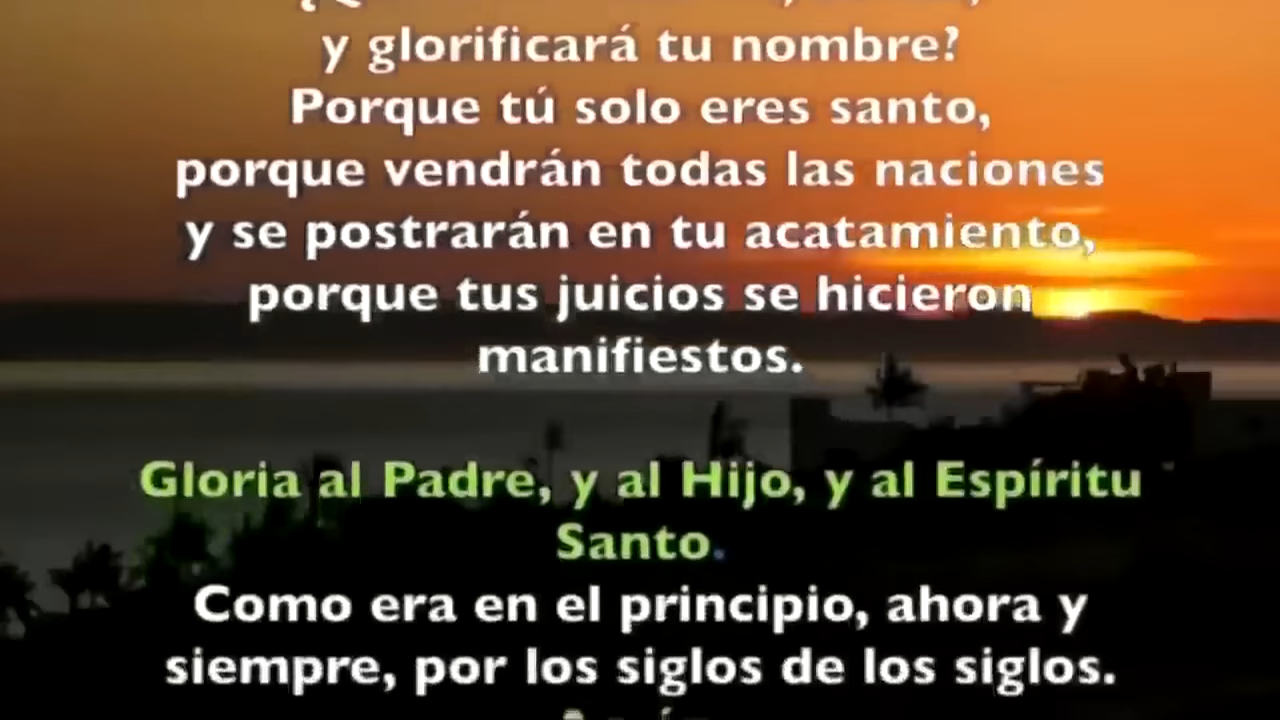 y glorificará tu nombre?
Porque tú solo eres santo,
porque vendrán todas las naciones
y se postrarán en tu acatamiento,
porque tus juicios se hicieron
manifiestos.
Gloria al Padre, y al Hijo, y al Espíritu
Santo.
Como era en el principio, ahora y
siempre, por los siglos de los siglos.